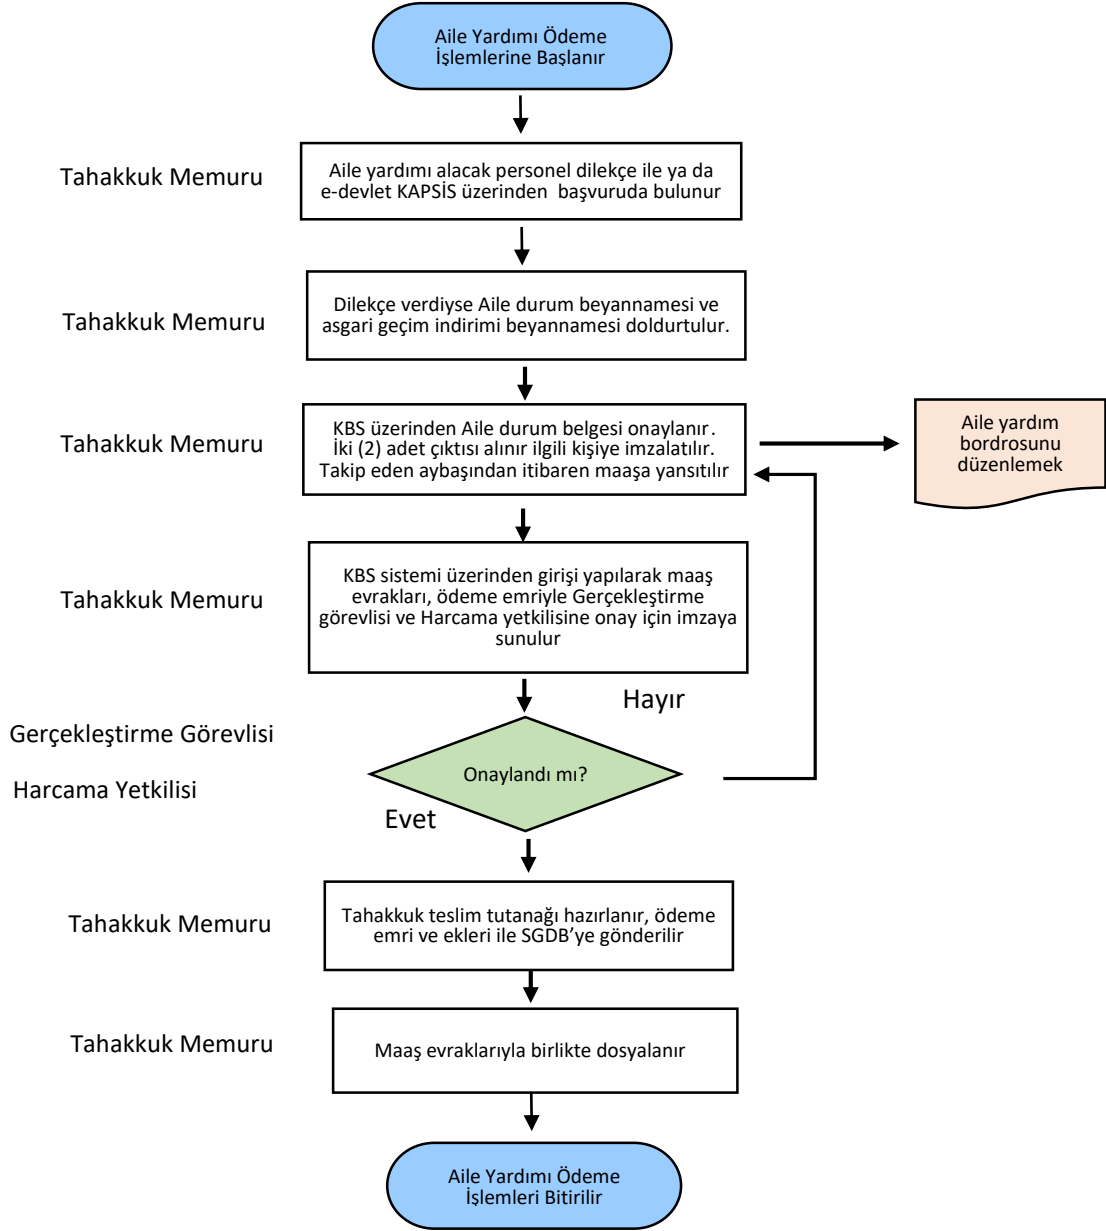 Aile Yardımı Ödeme
İşlemlerine Başlanır
Tahakkuk Memuru
Aile yardımı alacak personel dilekçe ile ya da
e-devlet KAPSİS üzerinden başvuruda bulunur
Tahakkuk Memuru
Dilekçe verdiyse Aile durum beyannamesi ve
asgari geçim indirimi beyannamesi doldurtulur.
Tahakkuk Memuru
KBS üzerinden Aile durum belgesi onaylanır.
İki (2) adet çıktısı alınır ilgili kişiye imzalatılır.
Takip eden aybaşından itibaren maaşa yansıtılır
Aile yardım
bordrosunu
düzenlemek
Tahakkuk Memuru
KBS sistemi üzerinden girişi yapılarak maaş
evrakları, ödeme emriyle Gerçekleştirme
görevlisi ve Harcama yetkilisine onay için imzaya
sunulur
Hayır
Gerçekleştirme Görevlisi
Harcama Yetkilisi
Onaylandı mı?
Evet
Tahakkuk Memuru
Tahakkuk teslim tutanağı hazırlanır, ödeme
emri ve ekleri ile SGDB’ye gönderilir
Tahakkuk Memuru
Maaş evraklarıyla birlikte dosyalanır
Aile Yardımı Ödeme
İşlemleri Bitirilir